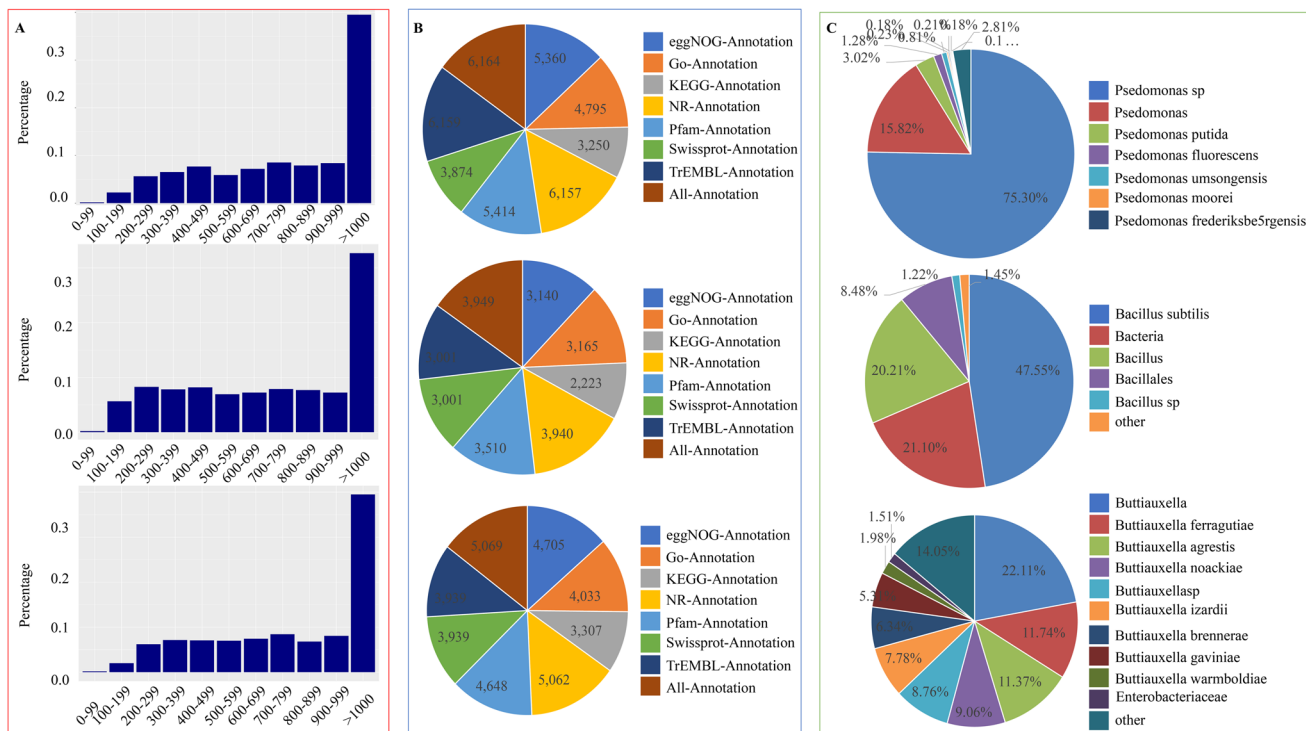 A
Percentage
0.3
0.2
0.1
0.0
0-99
100-199
200-299
300-399
400-499
500-599
600-699
700-799
800-899
900-999
>1000
Percentage
0.3
0.2
0.1
0.0
0-99
100-199
200-299
300-399
400-499
500-599
600-699
700-799
800-899
900-999
>1000
Percentage
0.3
0.2
0.1
0.0
0-99
100-199
200-299
300-399
400-499
500-599
600-699
700-799
800-899
900-999
>1000
B
6,164
5,360
4,795
3,250
6,157
5,414
3,874
eggNOG-Annotation
Go-Annotation
KEGG-Annotation
NR-Annotation
Pfam-Annotation
Swissprot-Annotation
TrEMBL-Annotation
All-Annotation
3,949
3,140
3,165
2,223
3,940
3,510
3,001
eggNOG-Annotation
Go-Annotation
KEGG-Annotation
NR-Annotation
Pfam-Annotation
Swissprot-Annotation
TrEMBL-Annotation
All-Annotation
5,069
4,705
4,033
3,307
5,062
4,648
3,939
eggNOG-Annotation
Go-Annotation
KEGG-Annotation
NR-Annotation
Pfam-Annotation
Swissprot-Annotation
TrEMBL-Annotation
All-Annotation
C
0.18%
0.21%
0.18%
2.81%
0.23%
0.81%
0.1 ...
1.28%
3.02%
15.82%
75.30%
Psedomonas sp
Psedomonas
Psedomonas putida
Psedomonas fluorescens
Psedomonas umsongensis
Psedomonas moorei
Psedomonas frederiksbe5rgensis
1.22%
1.45%
8.48%
20.21%
47.55%
21.10%
Bacillus subtilis
Bacteria
Bacillus
Bacillales
Bacillus sp
other
1.51%
1.98%
14.05%
22.11%
11.74%
11.37%
9.06%
8.76%
7.78%
Buttiauxella
Buttiauxella ferragutiae
Buttiauxella agrestis
Buttiauxella noackiae
Buttiauxellasp
Buttiauxella izardii
Buttiauxella brennerae
Buttiauxella gaviniae
Buttiauxella warmboldiae
Enterobacteriaceae
other